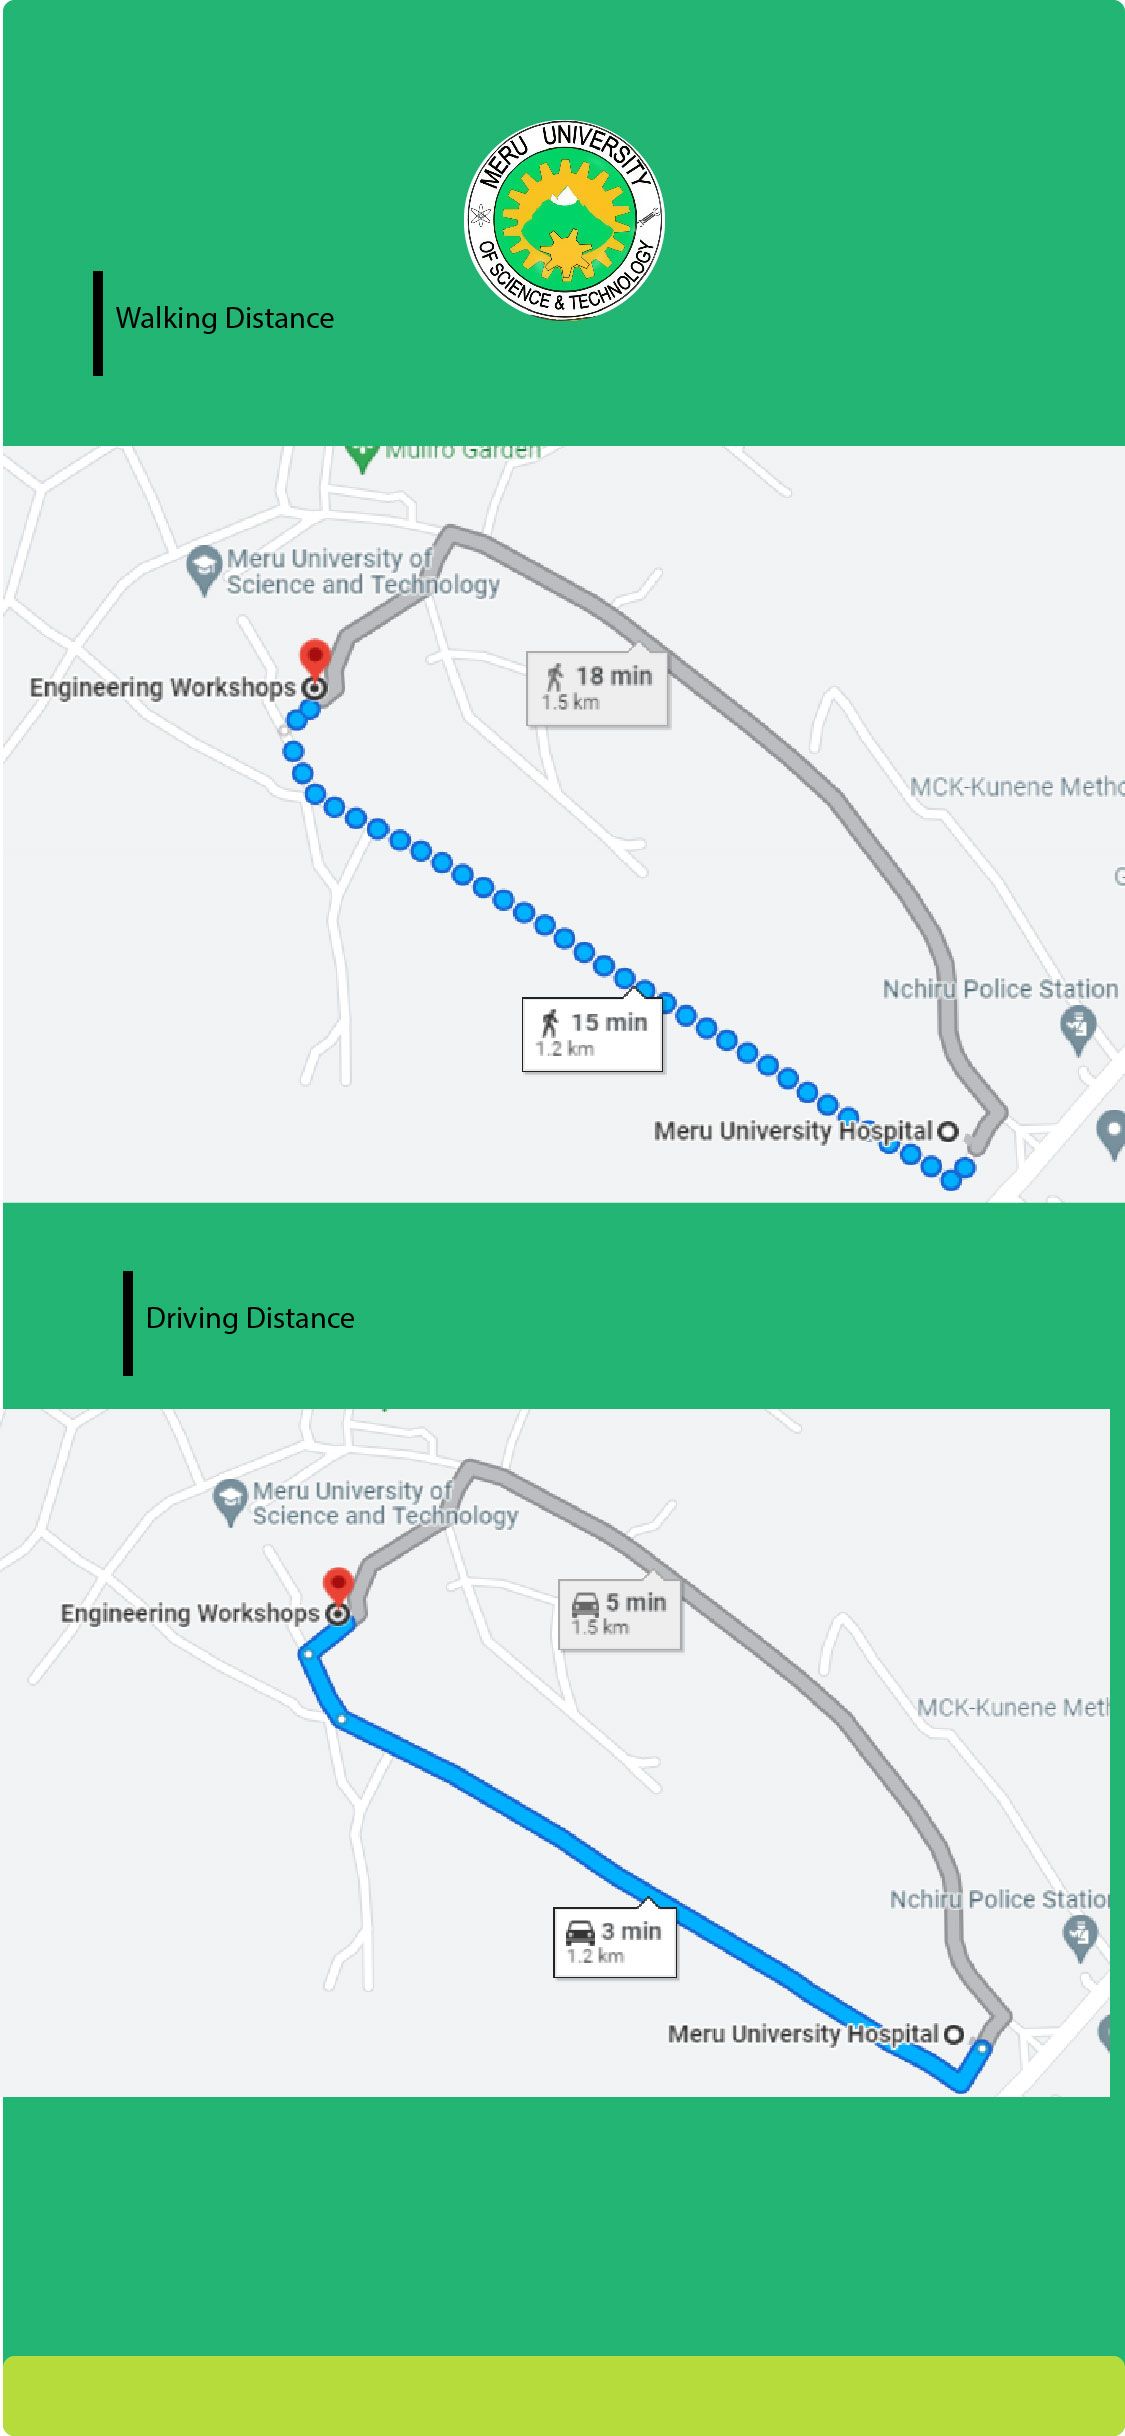 MERU UNIVERSITY
OF SCIENCE & TECHNOLOGY
Walking Distance
Muliro Garden
Meru University of
Science and Technology
Engineering Workshops
18 min
1.5 km
MCK-Kunene Metho
G
Nchiru Police Station
15 min
1.2 km
Meru University Hospital
Driving Distance
Meru University of
Science and Technology
Engineering Workshops
5 min
1.5 km
MCK-Kunene Meth
Nchiru Police Station
3 min
1.2 km
Meru University Hospital